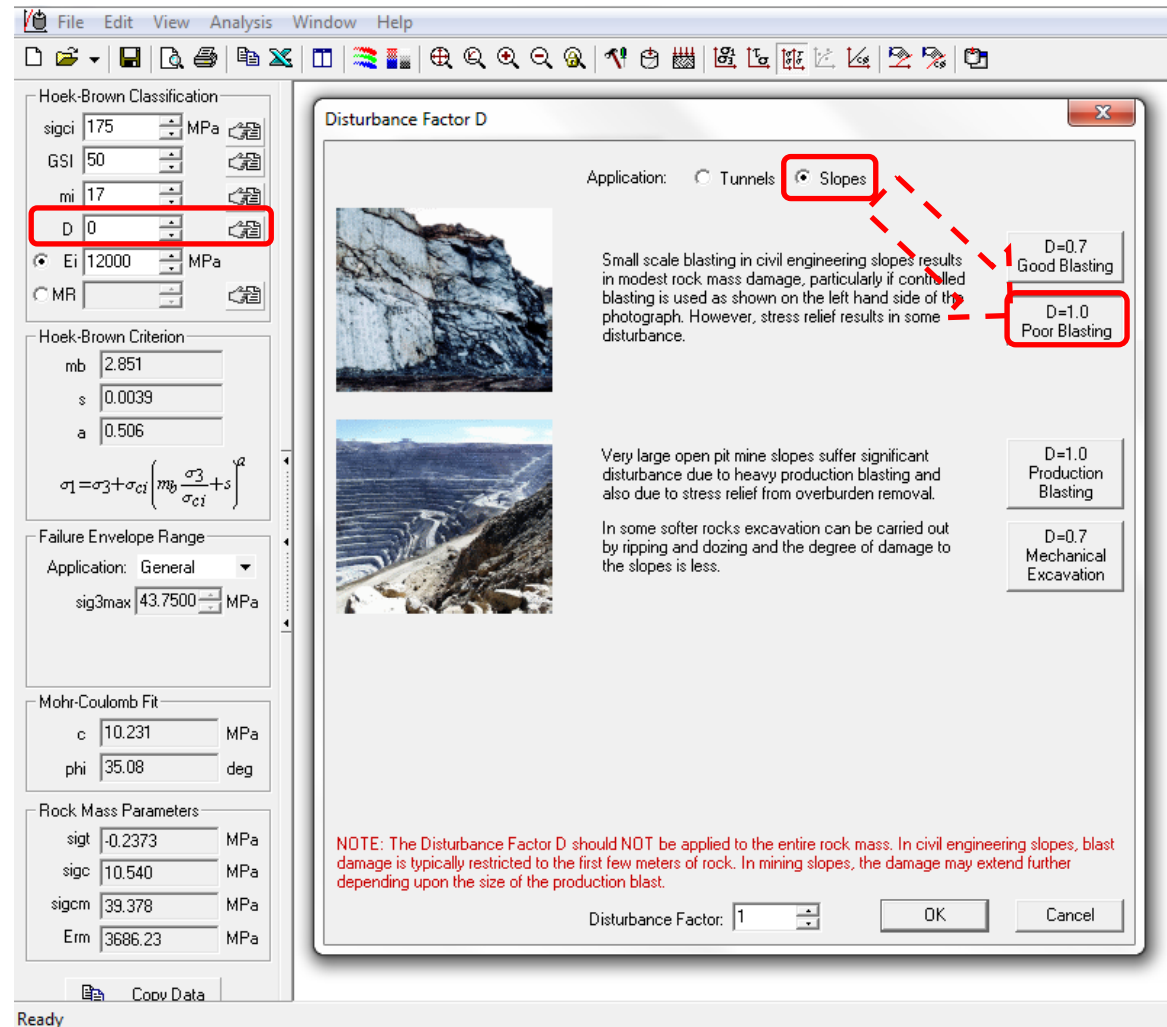 File Edit View Analysis Window Help
Hoek-Brown Classification
sigci 175 MPa
GSI 50
mi 17
D 0
Ei 12000 MPa
MR
Hoek-Brown Criterion
mb 2.851
s 0.0039
a 0.506
σ1=σ3+σci(mb σ3/σci+s)^a
Failure Envelope Range
Application: General
sig3max 43.7500 MPa
Mohr-Coulomb Fit
c 10.231 MPa
phi 35.08 deg
Rock Mass Parameters
sigt -0.2373 MPa
sigc 10.540 MPa
sigcm 39.378 MPa
Erm 3686.23 MPa
Copy Data
Ready
Disturbance Factor D
Application: Tunnels Slopes
Small scale blasting in civil engineering slopes results
in modest rock mass damage, particularly if controlled
blasting is used as shown on the left hand side of the
photograph. However, stress relief results in some
disturbance.
D=0.7
Good Blasting
D=1.0
Poor Blasting
Very large open pit mine slopes suffer significant
disturbance due to heavy production blasting and
also due to stress relief from overburden removal.
In some softer rocks excavation can be carried out
by ripping and dozing and the degree of damage to
the slopes is less.
D=1.0
Production
Blasting
D=0.7
Mechanical
Excavation
NOTE: The Disturbance Factor D should NOT be applied to the entire rock mass. In civil engineering slopes, blast
damage is typically restricted to the first few meters of rock. In mining slopes, the damage may extend further
depending upon the size of the production blast.
Disturbance Factor: 1
OK
Cancel